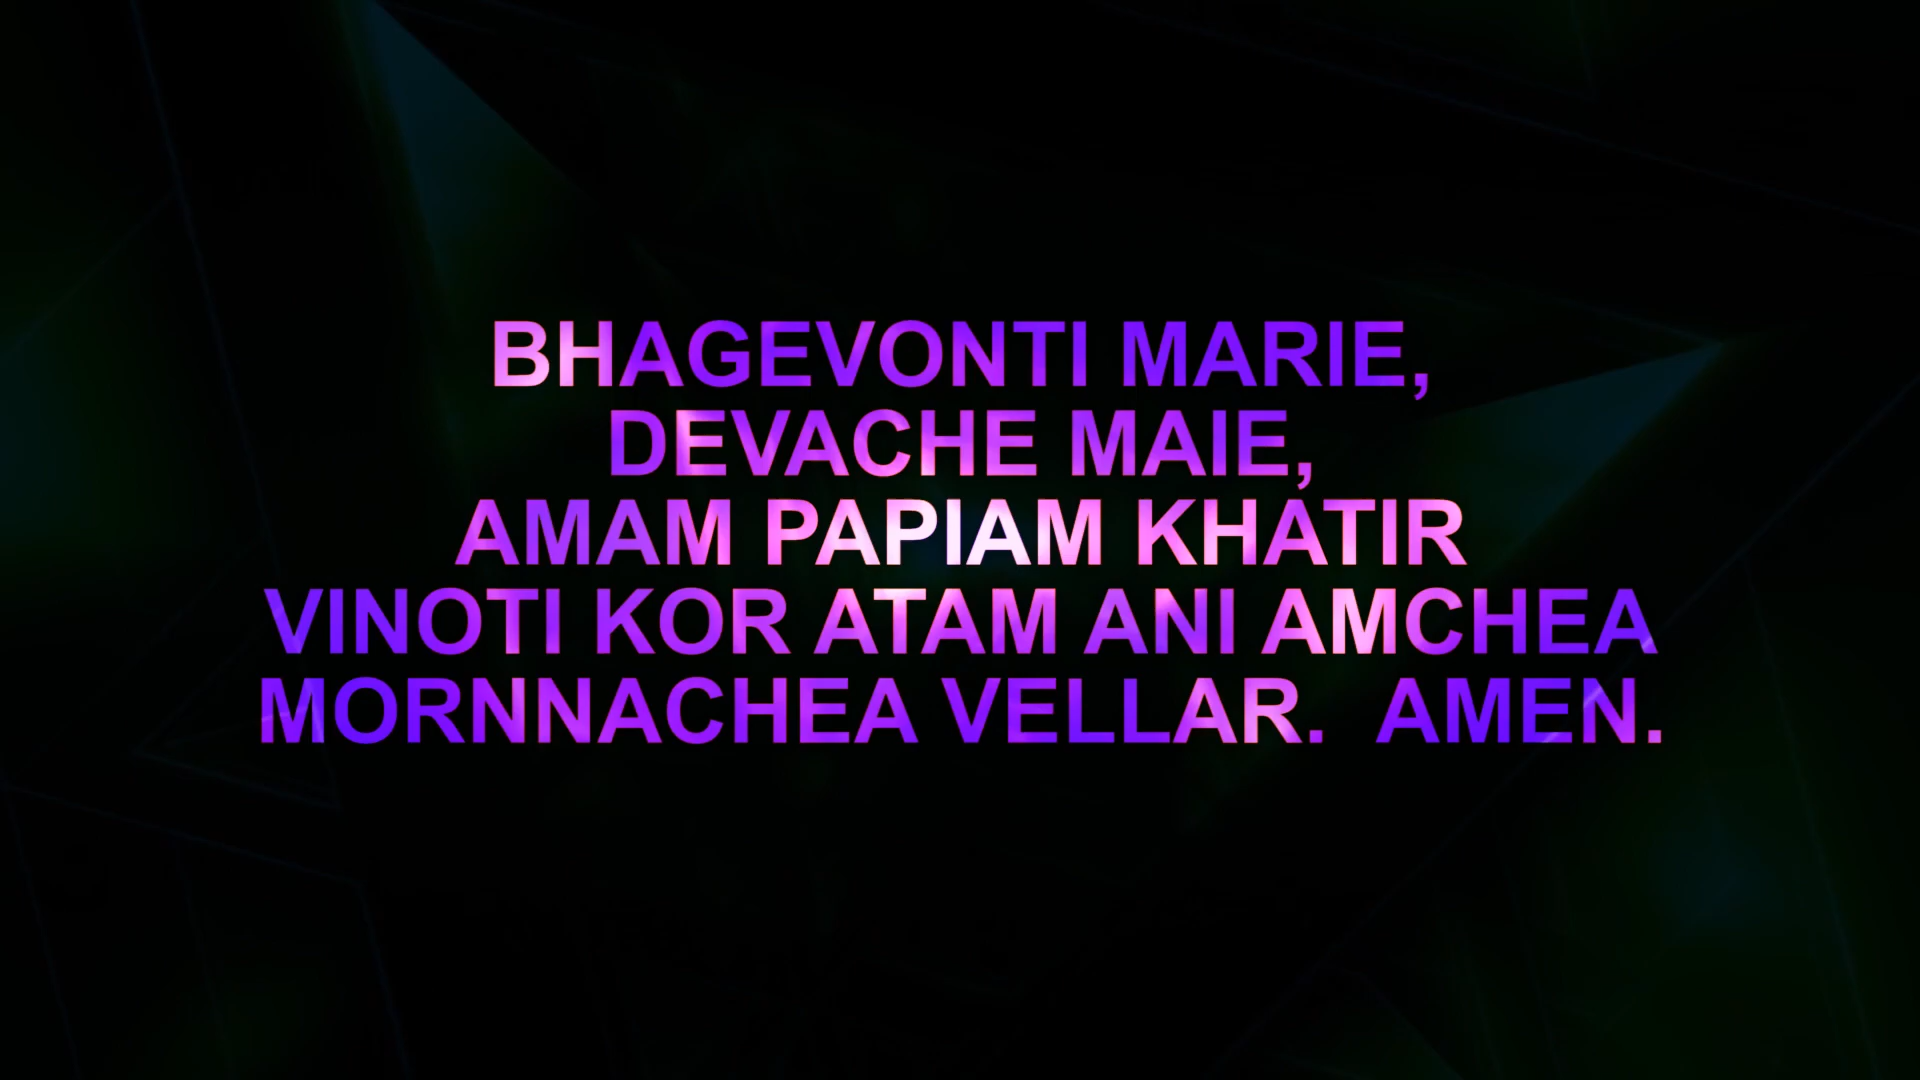 BHAGEVONTI MARIE,
DEVACHE MAIE,
AMAM PAPIAM KHATIR
VINOTI KOR ATAM ANI AMCHEA
MORNNACHEA VELLAR.  AMEN.